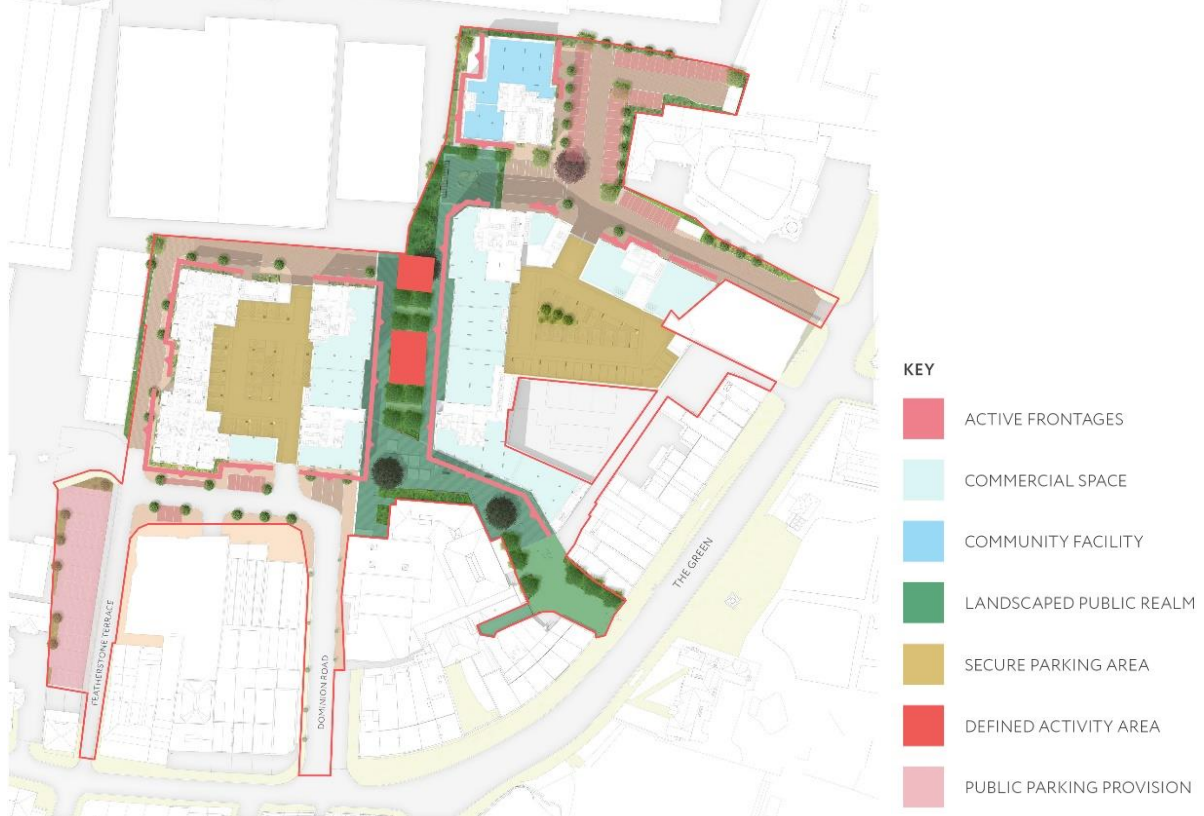 KEY
ACTIVE FRONTAGES
COMMERCIAL SPACE
COMMUNITY FACILITY
LANDSCAPED PUBLIC REALM
SECURE PARKING AREA
DEFINED ACTIVITY AREA
PUBLIC PARKING PROVISION
THE GREEN
FEATHERSTONE TERRACE
DOMINION ROAD